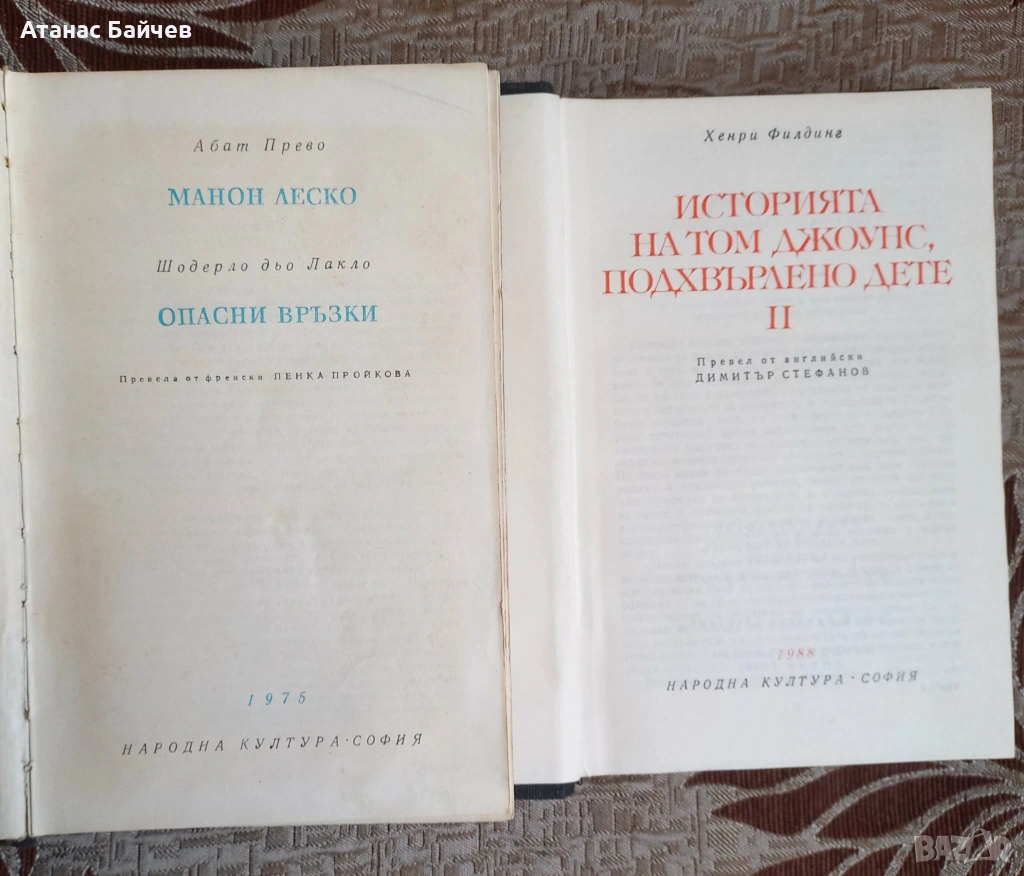 Атанас Байчев
Абат Прево
МАНОН ЛЕСКО
Шодерло дьо Лакло
ОПАСНИ ВРЪЗКИ
Превела от френски ПЕНКА ПРОЙКОВА
1975
НАРОДНА КУЛТУРА · СОФИЯ
Хенри Филдинг
ИСТОРИЯТА
НА ТОМ ДЖОУНС,
ПОДХВЪРЛЕНО ДЕТЕ
II
Превел от английски
ДИМИТЪР СТЕФАНОВ
1988
НАРОДНА КУЛТУРА · СОФИЯ
BAZAR